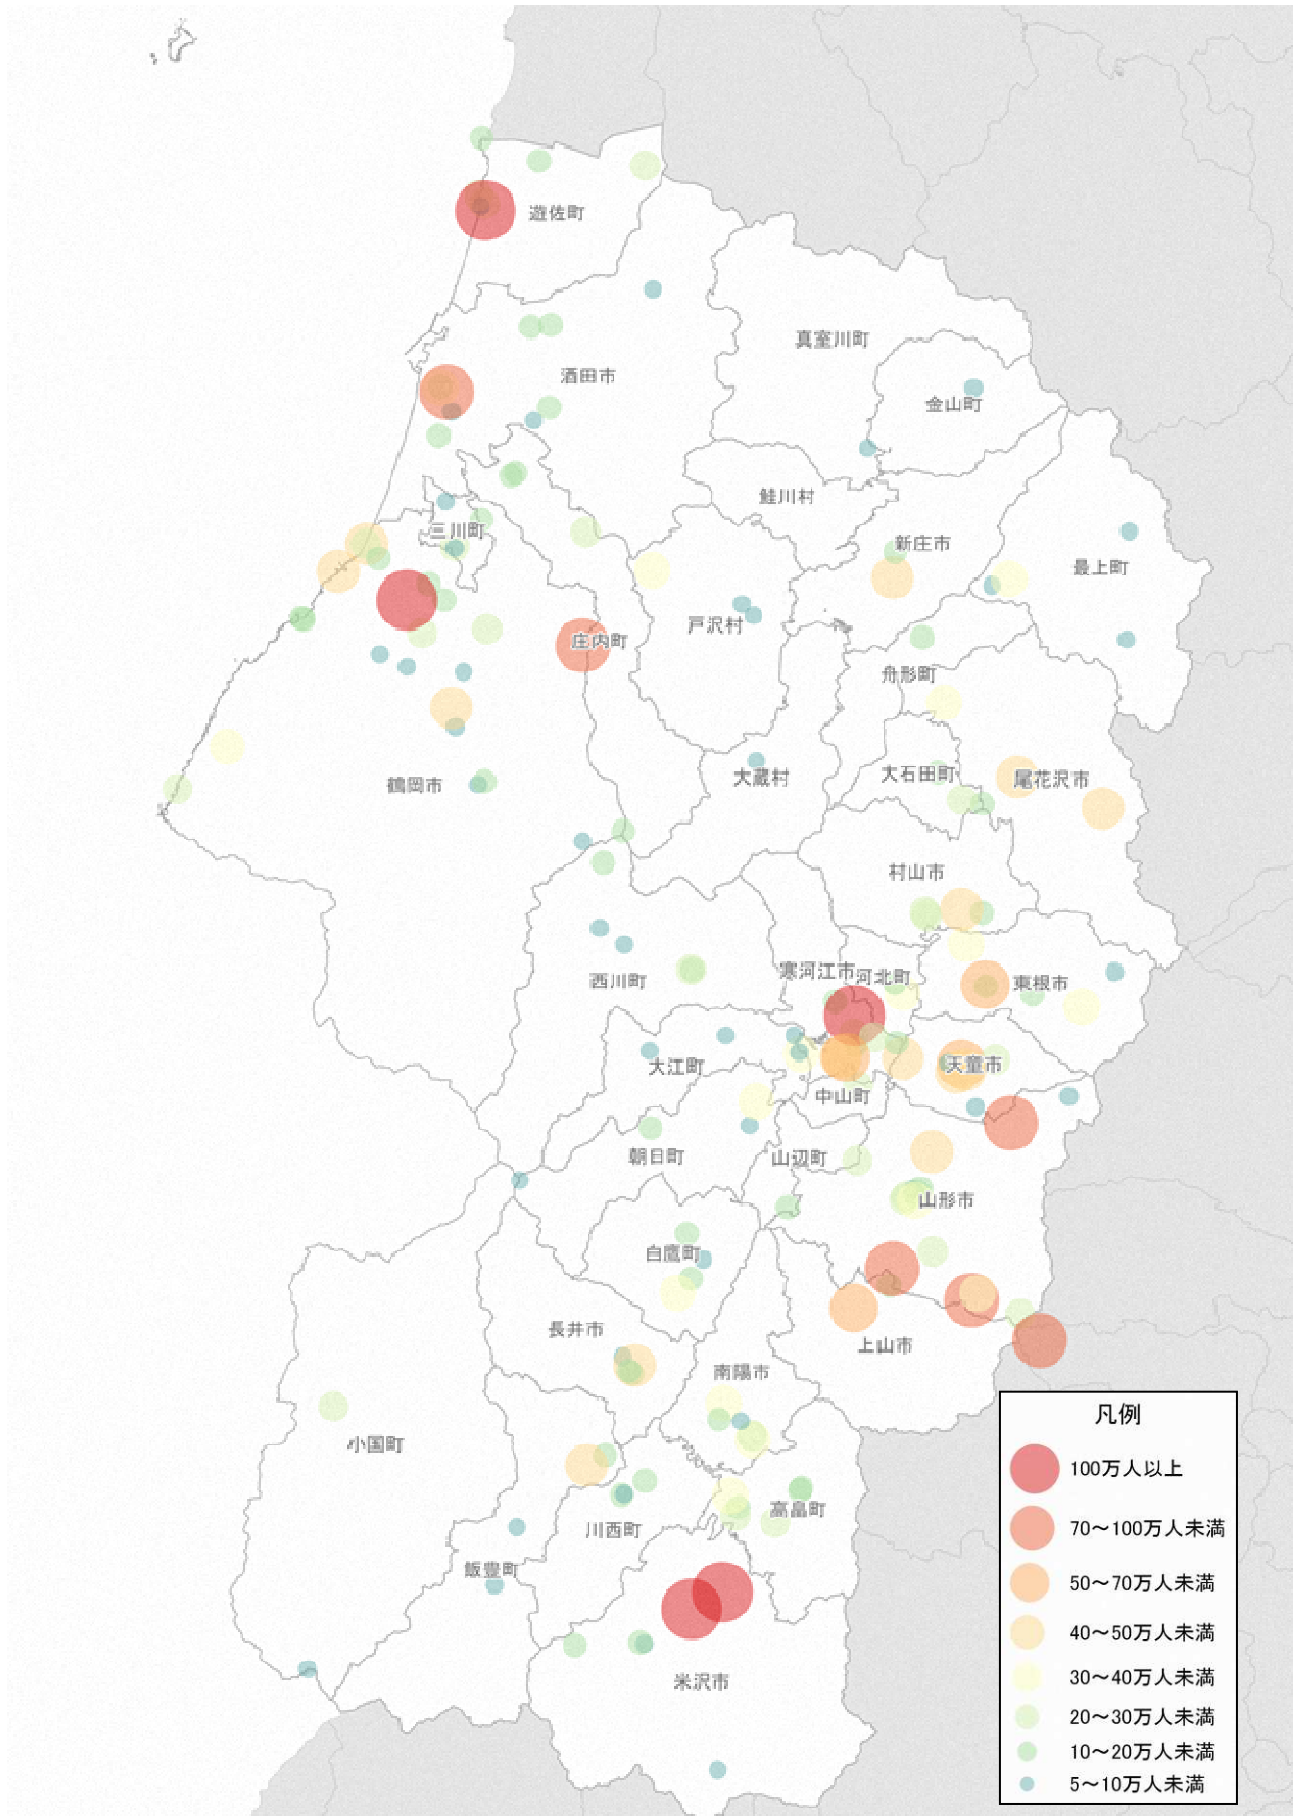 遊佐町
真室川町
酒田市
金山町
鮭川村
三川町
新庄市
最上町
戸沢村
庄内町
舟形町
大蔵村
大石田町
尾花沢市
鶴岡市
村山市
西川町
寒河江市
河北町
東根市
大江町
天童市
中山町
朝日町
山辺町
山形市
白鷹町
長井市
上山市
南陽市
小国町
高畠町
川西町
飯豊町
米沢市
凡例
100万人以上
70～100万人未満
50～70万人未満
40～50万人未満
30～40万人未満
20～30万人未満
10～20万人未満
5～10万人未満